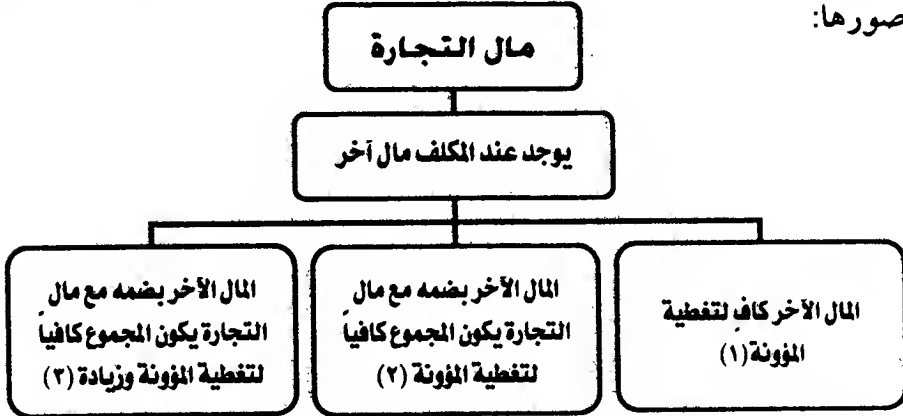 صورها:
مال التجارة
يوجد عند المكلف مال آخر
المال الآخر كافٍ لتغطية
المؤونة (١)
المال الآخر بضمه مع مال
التجارة يكون المجموع كافياً
لتغطية المؤونة (٢)
المال الآخر بضمه مع مال
التجارة يكون المجموع كافياً
لتغطية المؤونة وزيادة (٣)